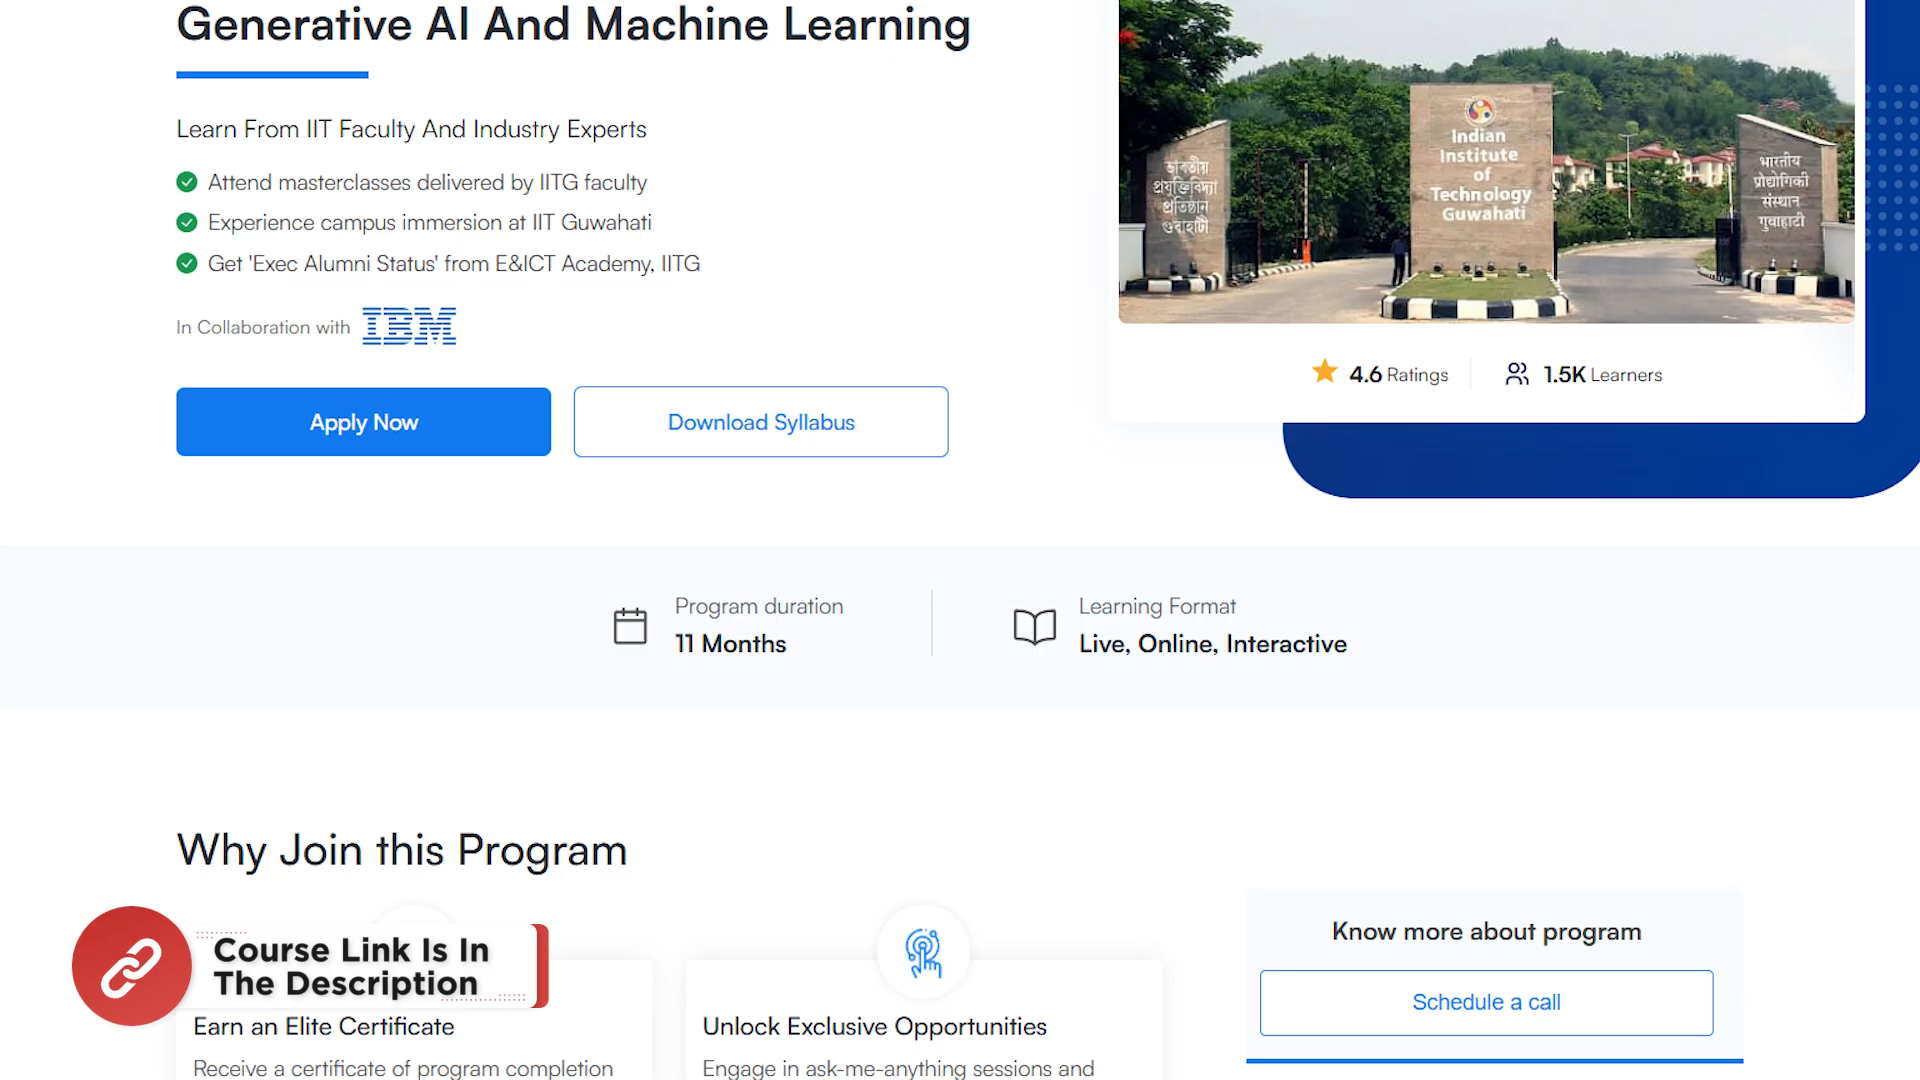 Generative AI And Machine Learning
Learn From IIT Faculty And Industry Experts
Attend masterclasses delivered by IITG faculty
Experience campus immersion at IIT Guwahati
Get 'Exec Alumni Status' from E&ICT Academy, IITG
In Collaboration with IBM
Apply Now
Download Syllabus
ভাৰতীয়
প্রযুক্তিবিদ্যা
প্রতিষ্ঠান
গুৱাহাটী
Indian
Institute
of
Technology
Guwahati
भारतीय
प्रौद्योगिकी
संस्थान
गुवाहाटी
4.6 Ratings
1.5K Learners
Program duration
11 Months
Learning Format
Live, Online, Interactive
Why Join this Program
Course Link Is In
The Description
Earn an Elite Certificate
Receive a certificate of program completion
Unlock Exclusive Opportunities
Engage in ask-me-anything sessions and
Know more about program
Schedule a call